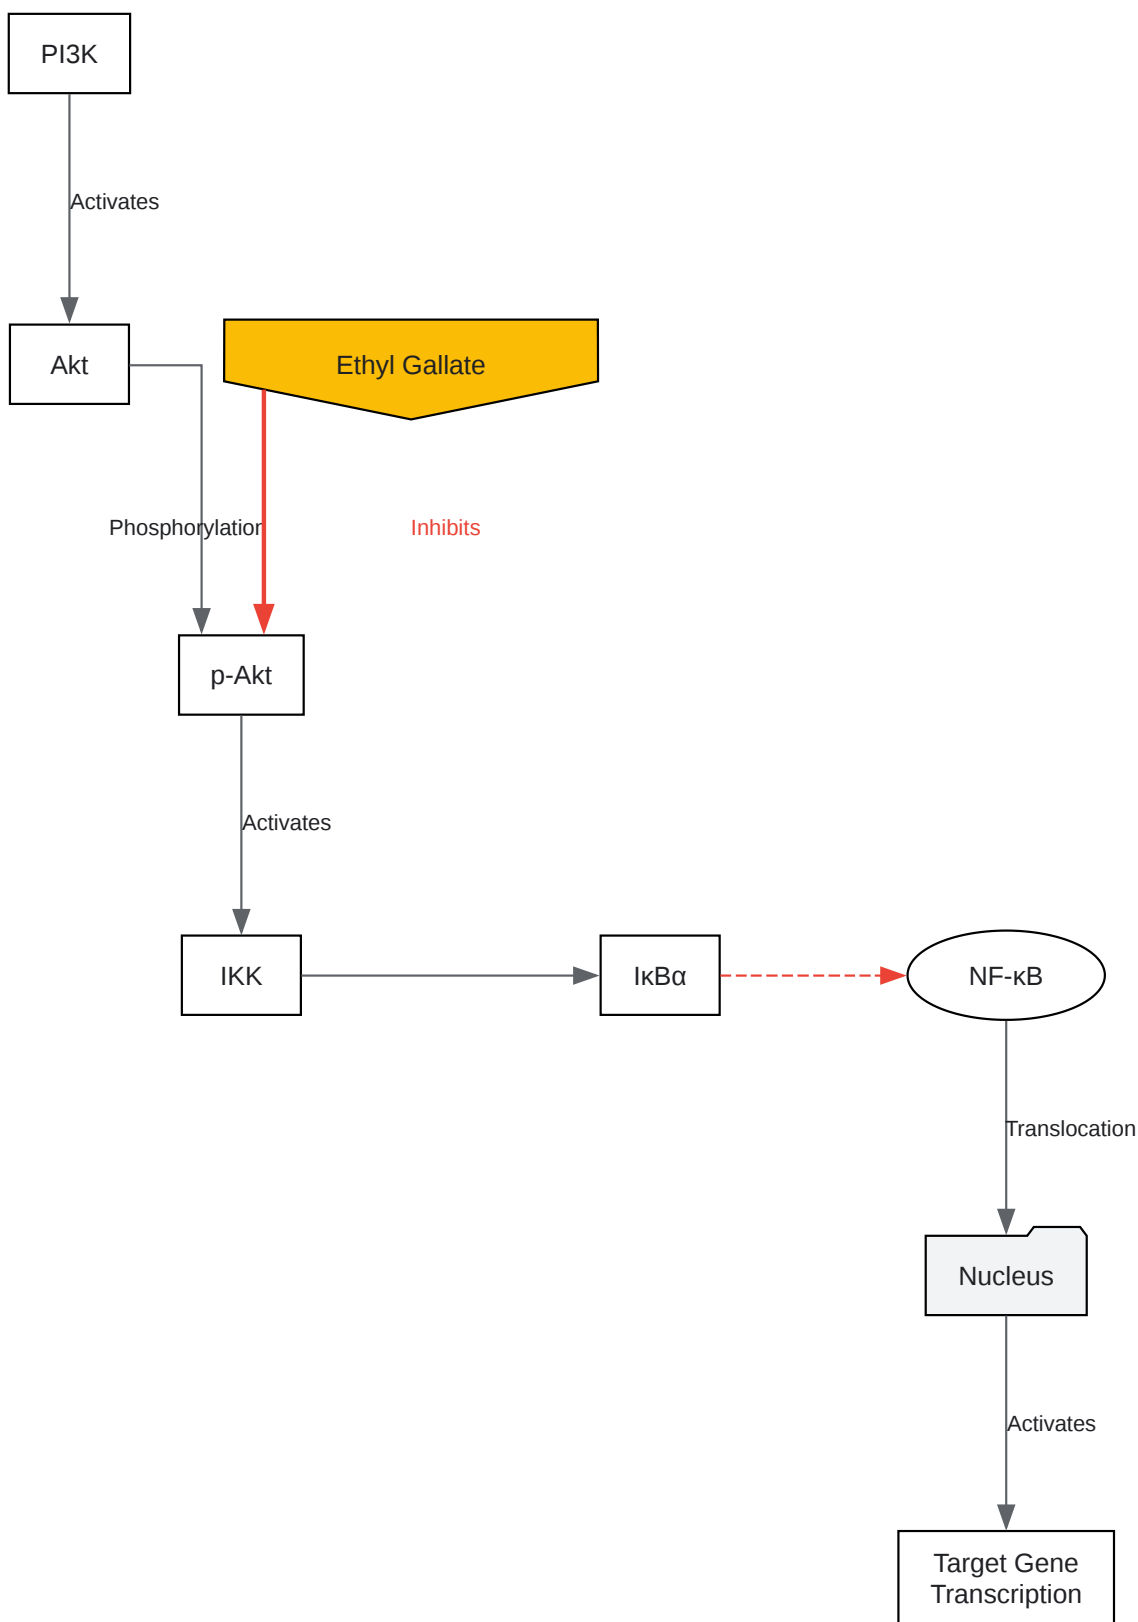 PI3K
Activates
Akt
Ethyl Gallate
Phosphorylation
Inhibits
p-Akt
Activates
IKK
IκBα
NF-κB
Translocation
Nucleus
Activates
Target Gene
Transcription